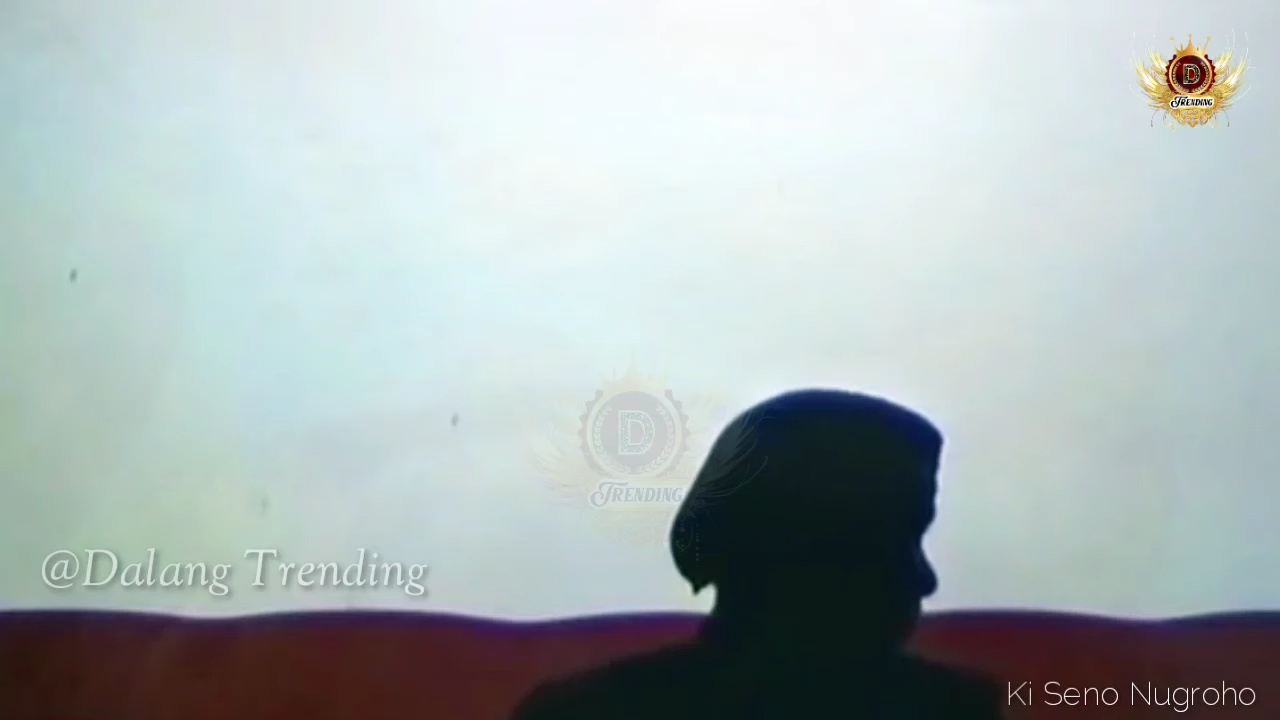 D
TRENDING
D
TRENDING
@Dalang Trending
Ki Seno Nugroho